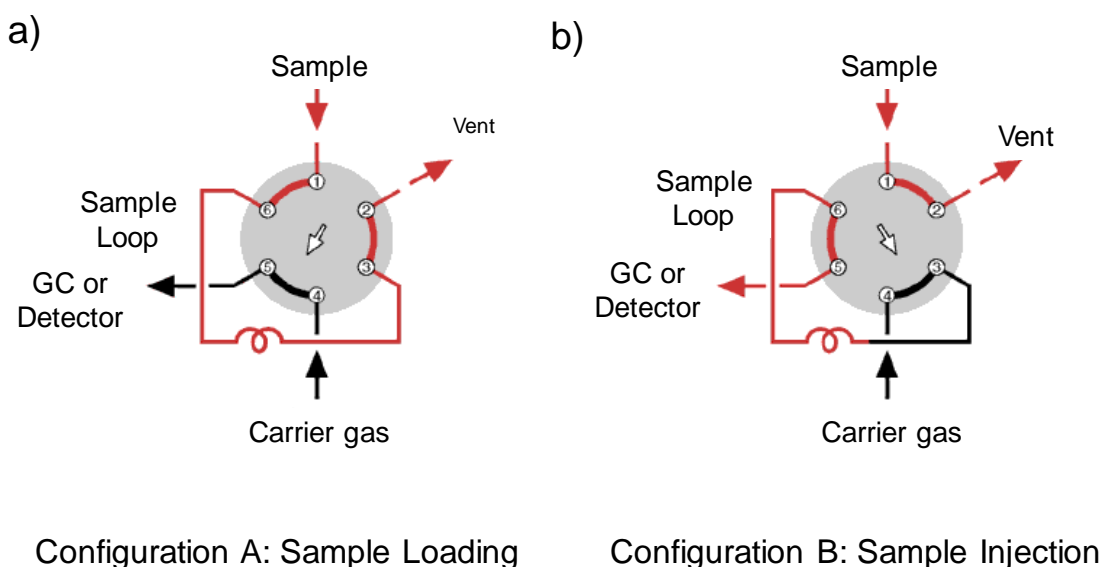 a)
Sample
Vent
1
2
3
4
5
6
Sample
Loop
GC or
Detector
Carrier gas
Configuration A: Sample Loading
b)
Sample
Vent
1
2
3
4
5
6
Sample
Loop
GC or
Detector
Carrier gas
Configuration B: Sample Injection